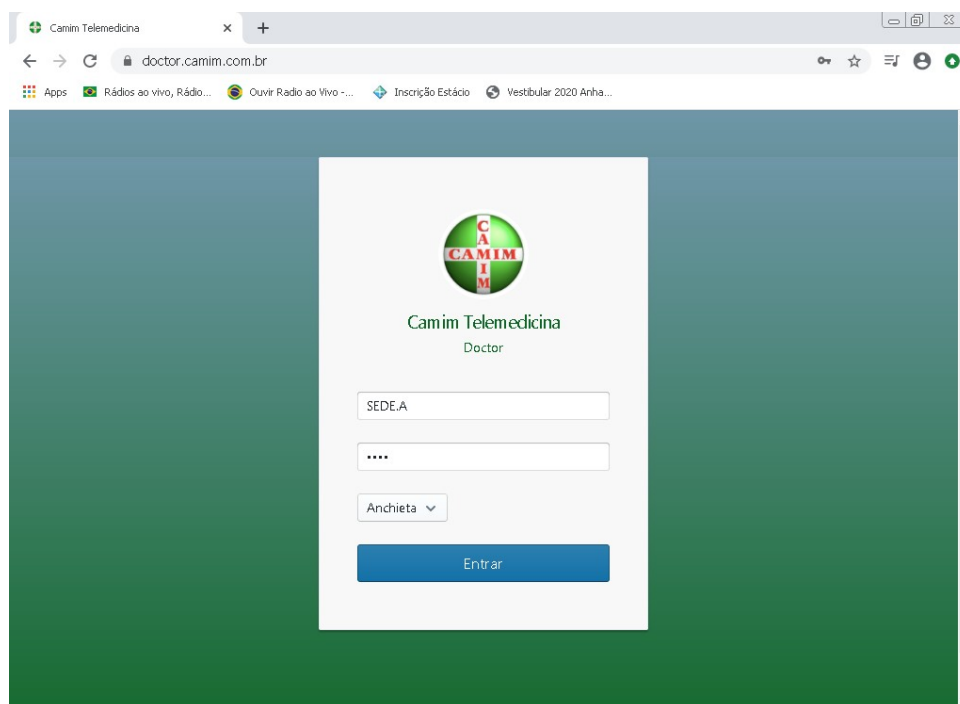 Camim Telemedicina
doctor.camim.com.br
Apps Rádios ao vivo, Rádio... Ouvir Radio ao Vivo -... Inscrição Estácio Vestibular 2020 Anha...
CAMIM
CAMIM
Camim Telemedicina
Doctor
SEDE.A
••••
Anchieta
Entrar